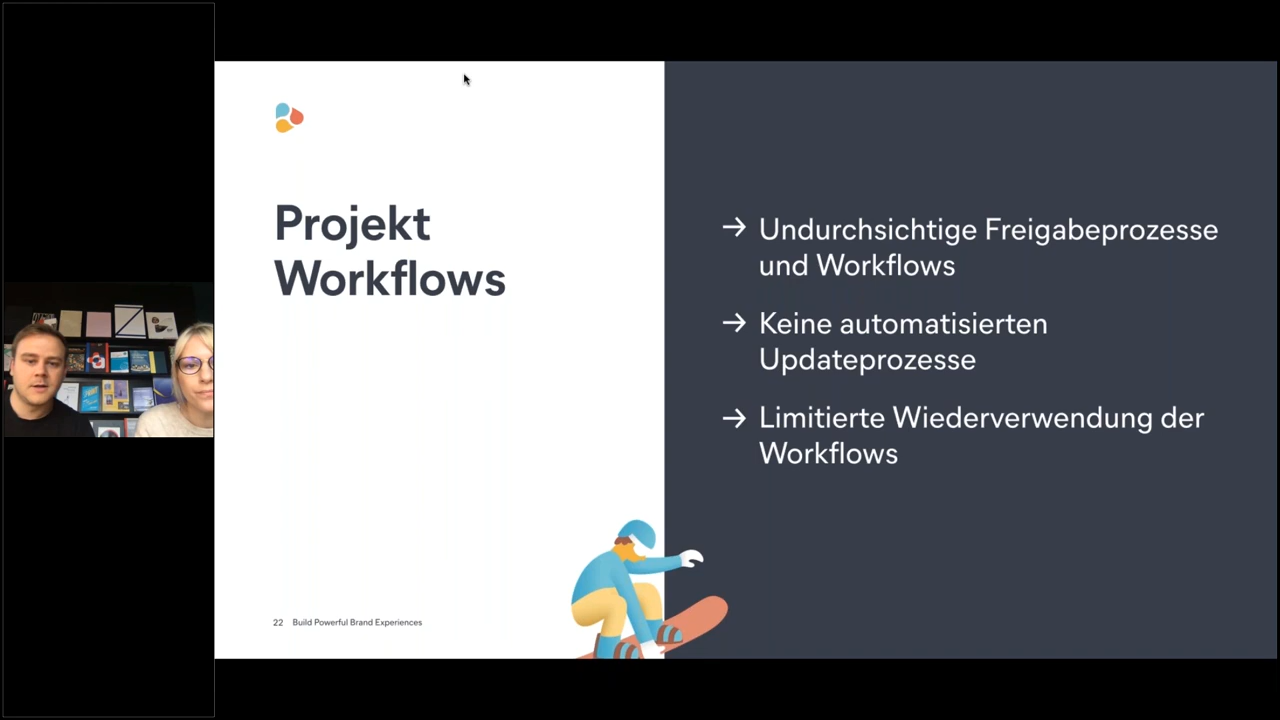 Projekt
Workflows
→ Undurchsichtige Freigabeprozesse
und Workflows
→ Keine automatisierten
Updateprozesse
→ Limitierte Wiederverwendung der
Workflows
22 Build Powerful Brand Experiences